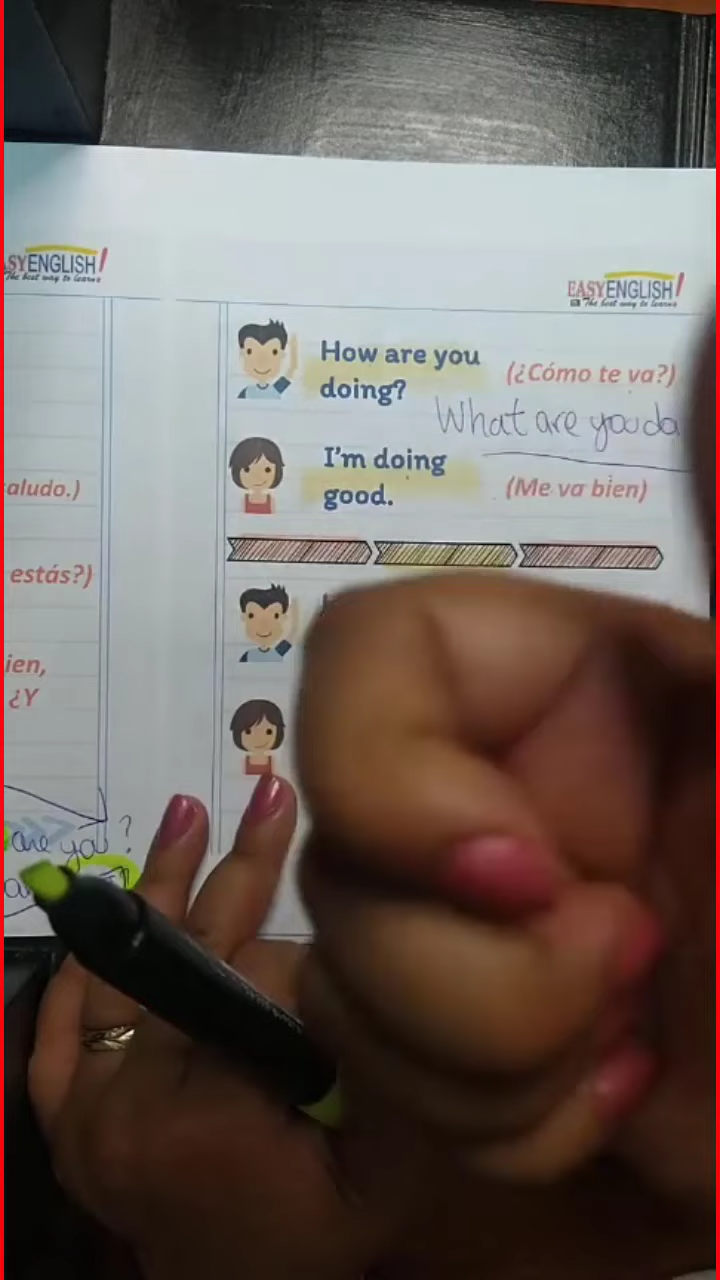 SYENGLISH!
The best way to learn
EASYENGLISH!
The best way to learn
aludo.)
estás?)
ien,
¿Y
are you?
How are you
doing?
(¿Cómo te va?)
What are you do
I'm doing
good.
(Me va bien)